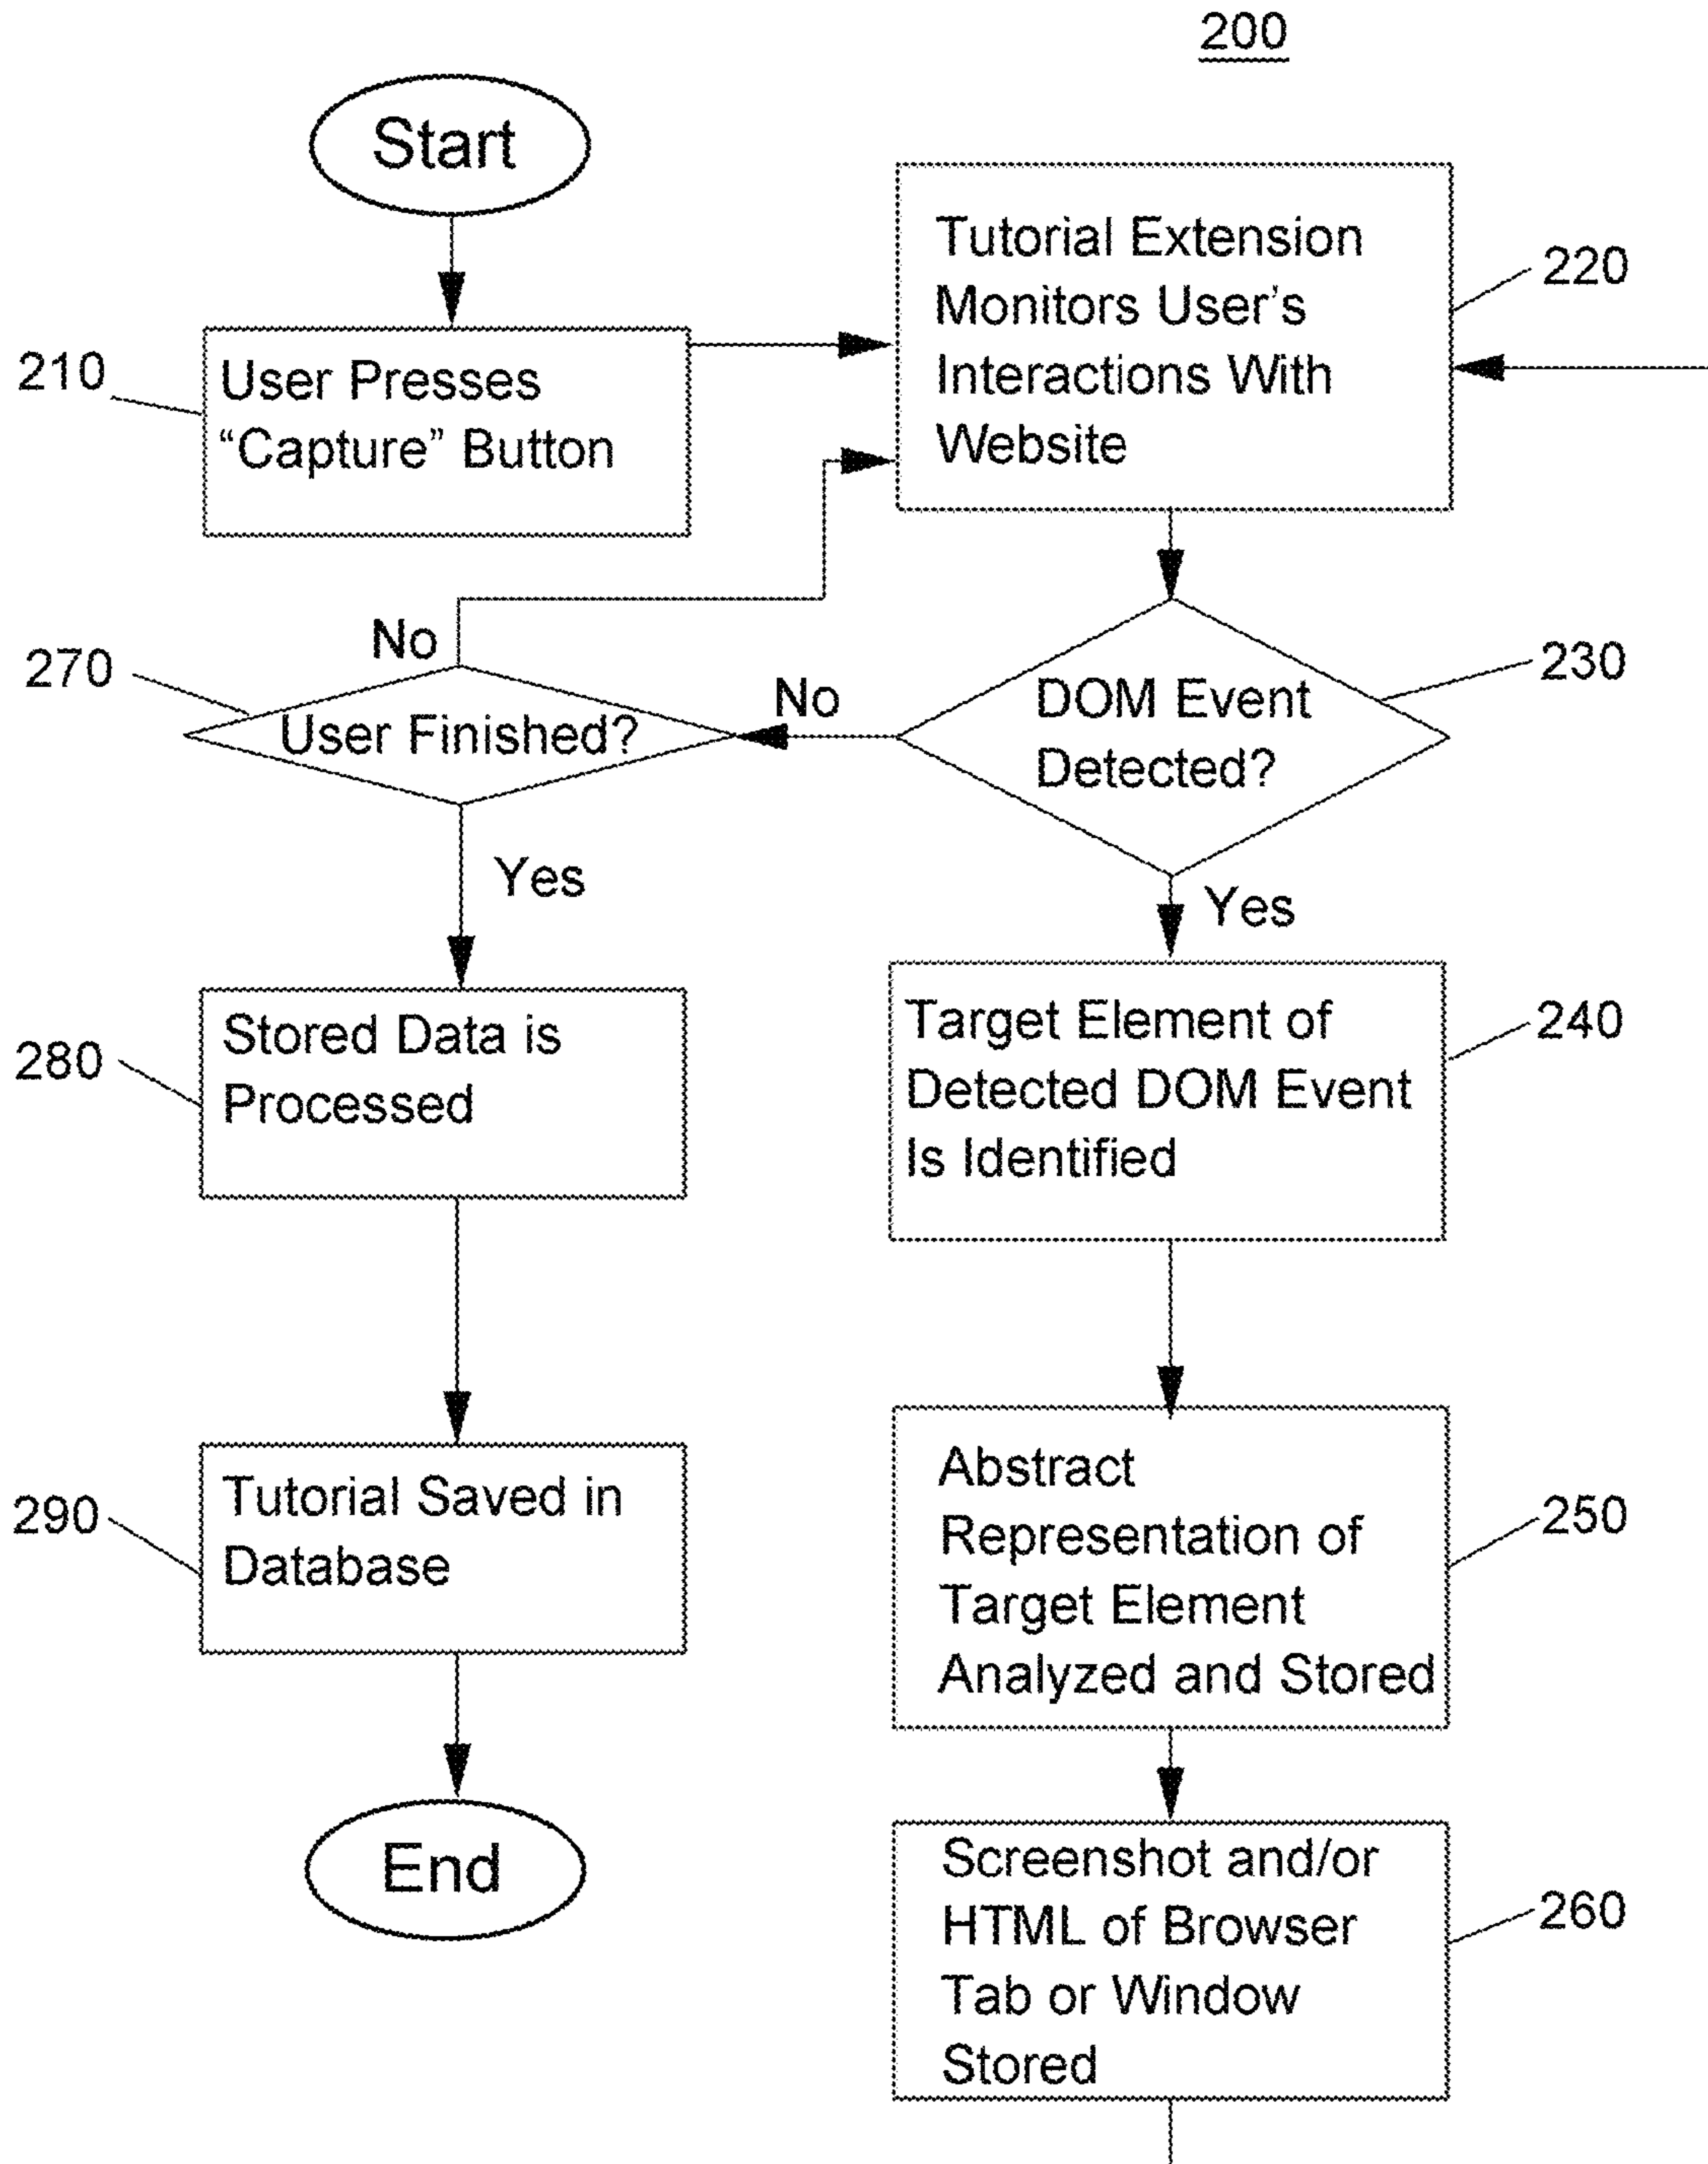 200
Start
210
User Presses
“Capture” Button
Tutorial Extension
Monitors User’s
Interactions With
Website
220
No
270
User Finished?
No
DOM Event
Detected?
230
Yes
Yes
280
Stored Data is
Processed
Target Element of
Detected DOM Event
Is Identified
240
290
Tutorial Saved in
Database
Abstract
Representation of
Target Element
Analyzed and Stored
250
End
Screenshot and/or
HTML of Browser
Tab or Window
Stored
260